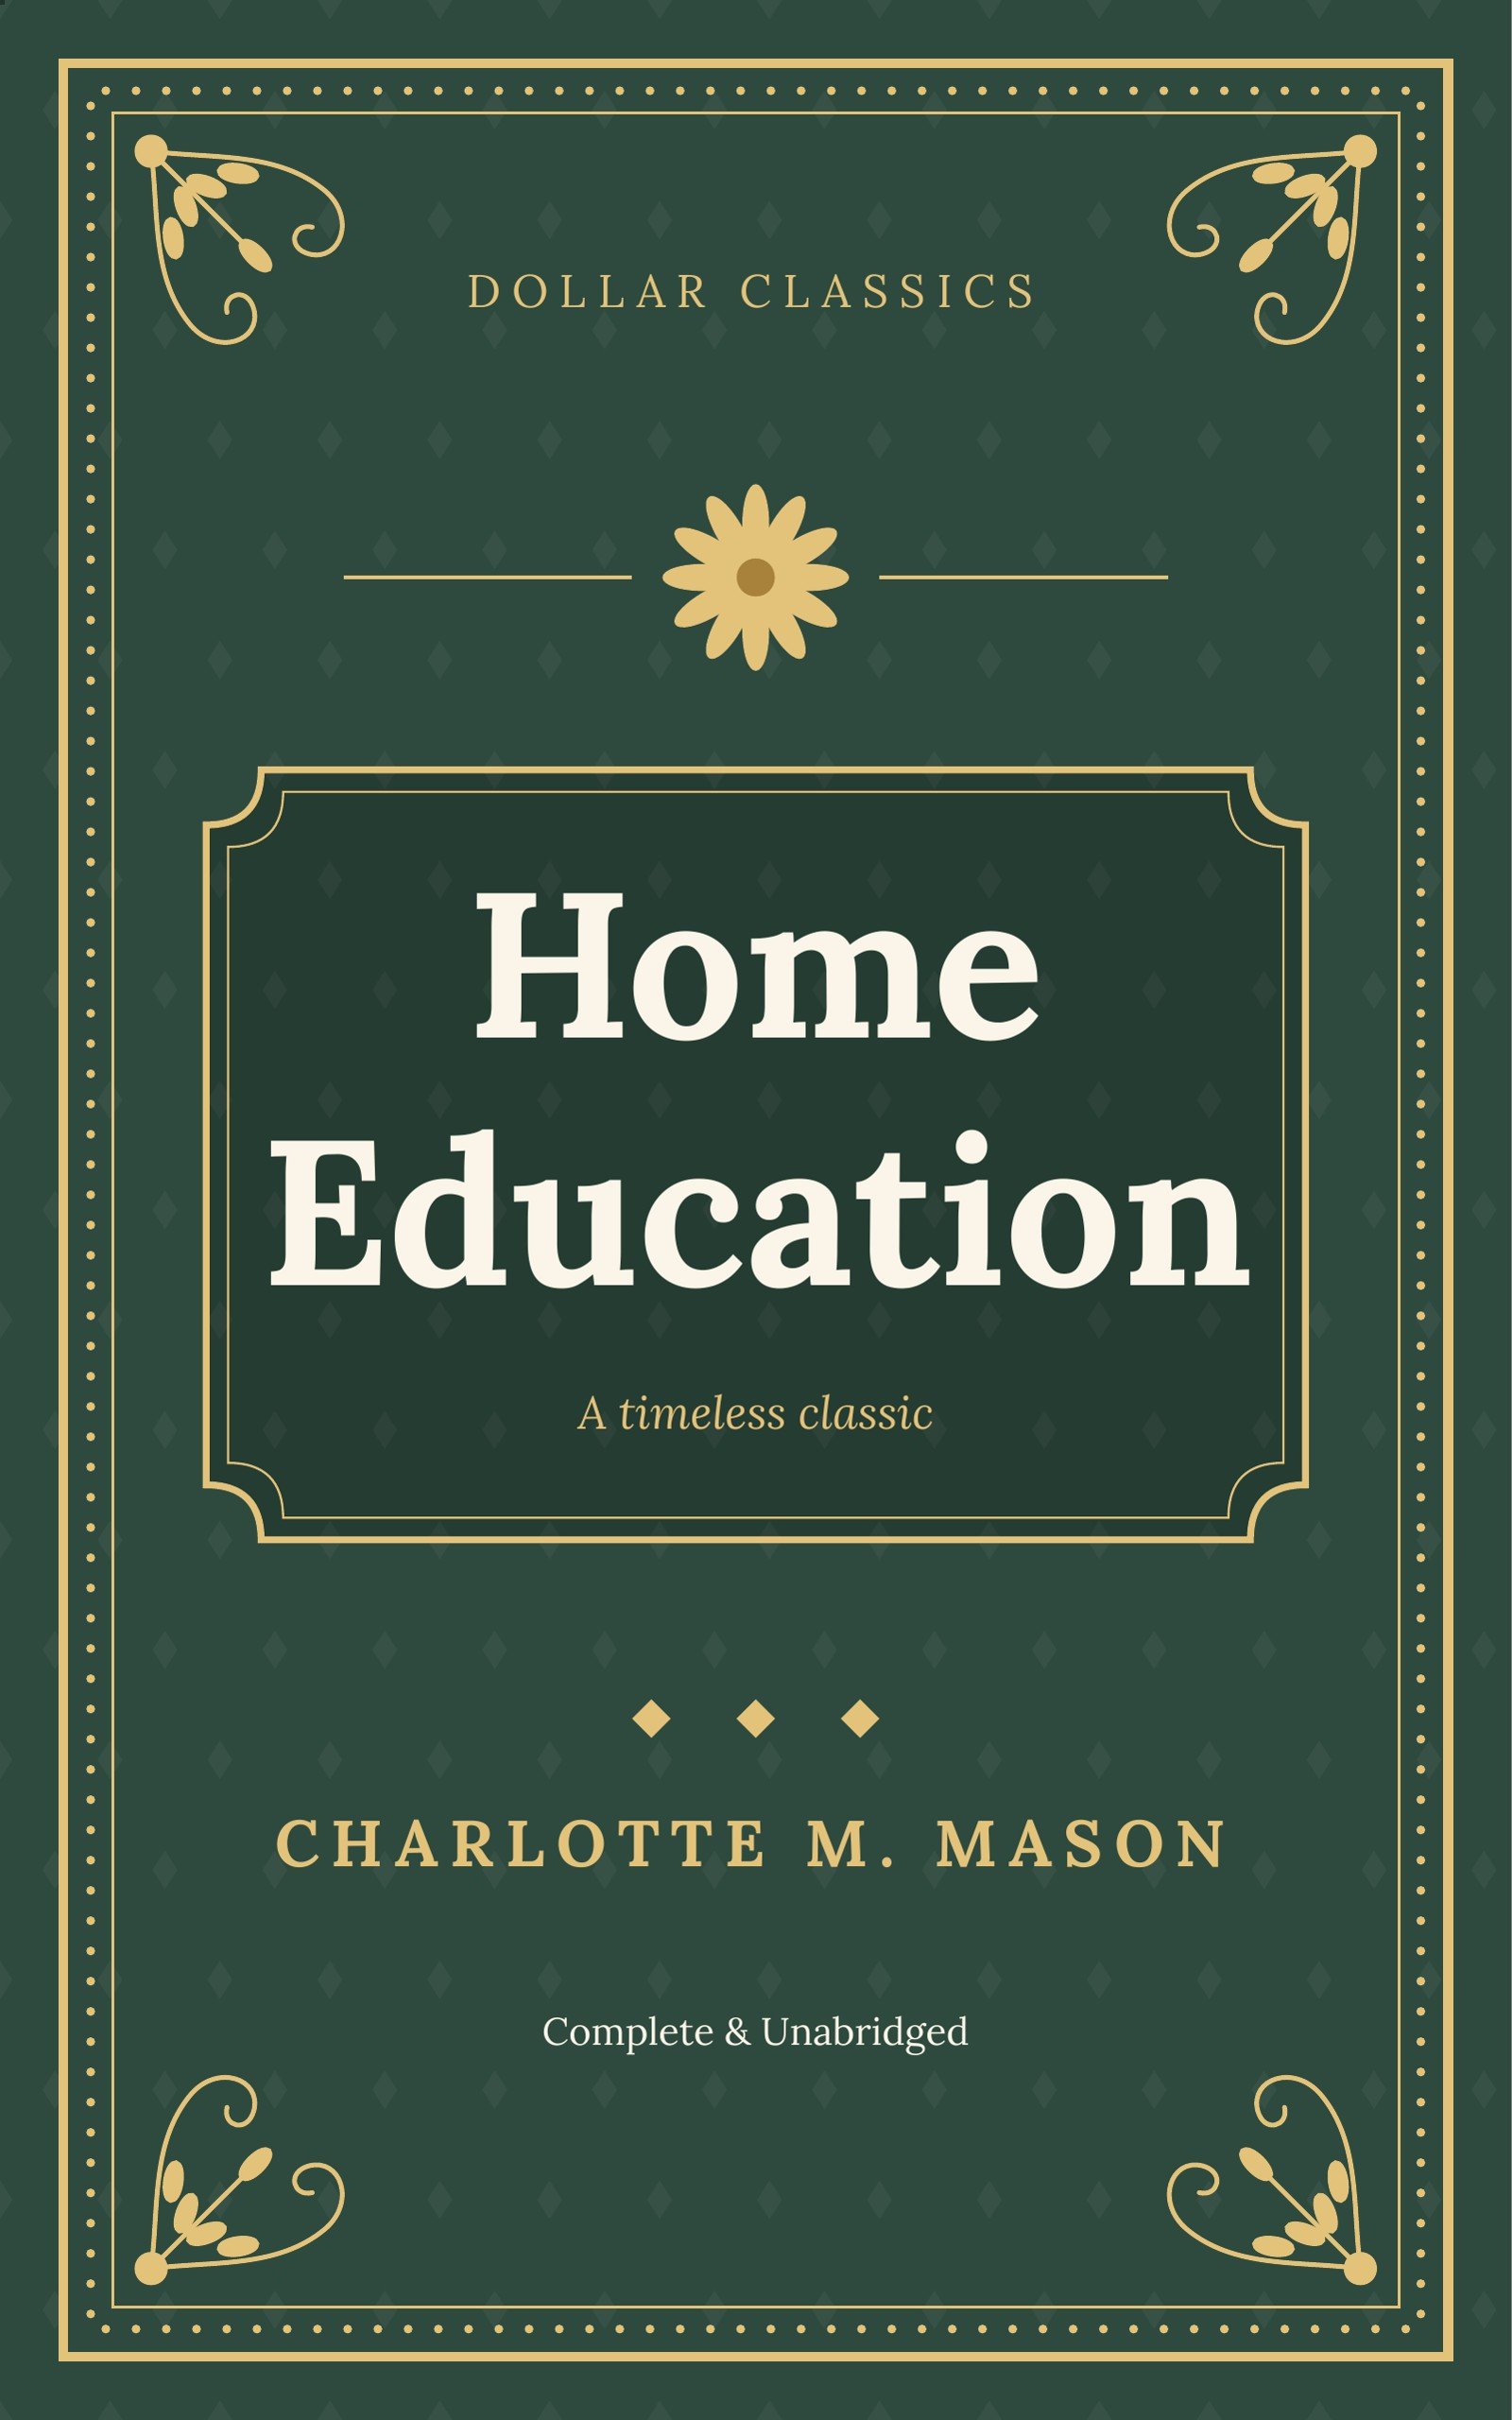 DOLLAR CLASSICS
Home
Education
A timeless classic
CHARLOTTE M. MASON
Complete & Unabridged